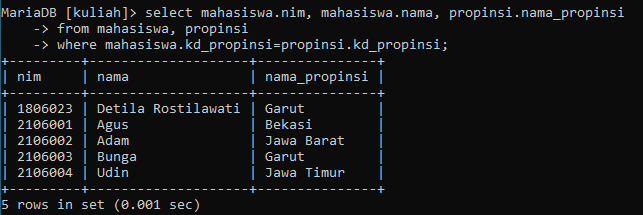 MariaDB [kuliah]> select mahasiswa.nim, mahasiswa.nama, propinsi.nama_propinsi
    -> from mahasiswa, propinsi
    -> where mahasiswa.kd_propinsi=propinsi.kd_propinsi;
+---------+--------------------+---------------+
| nim     | nama               | nama_propinsi |
+---------+--------------------+---------------+
| 1806023 | Detila Rostilawati | Garut         |
| 2106001 | Agus               | Bekasi        |
| 2106002 | Adam               | Jawa Barat    |
| 2106003 | Bunga              | Garut         |
| 2106004 | Udin               | Jawa Timur    |
+---------+--------------------+---------------+
5 rows in set (0.001 sec)